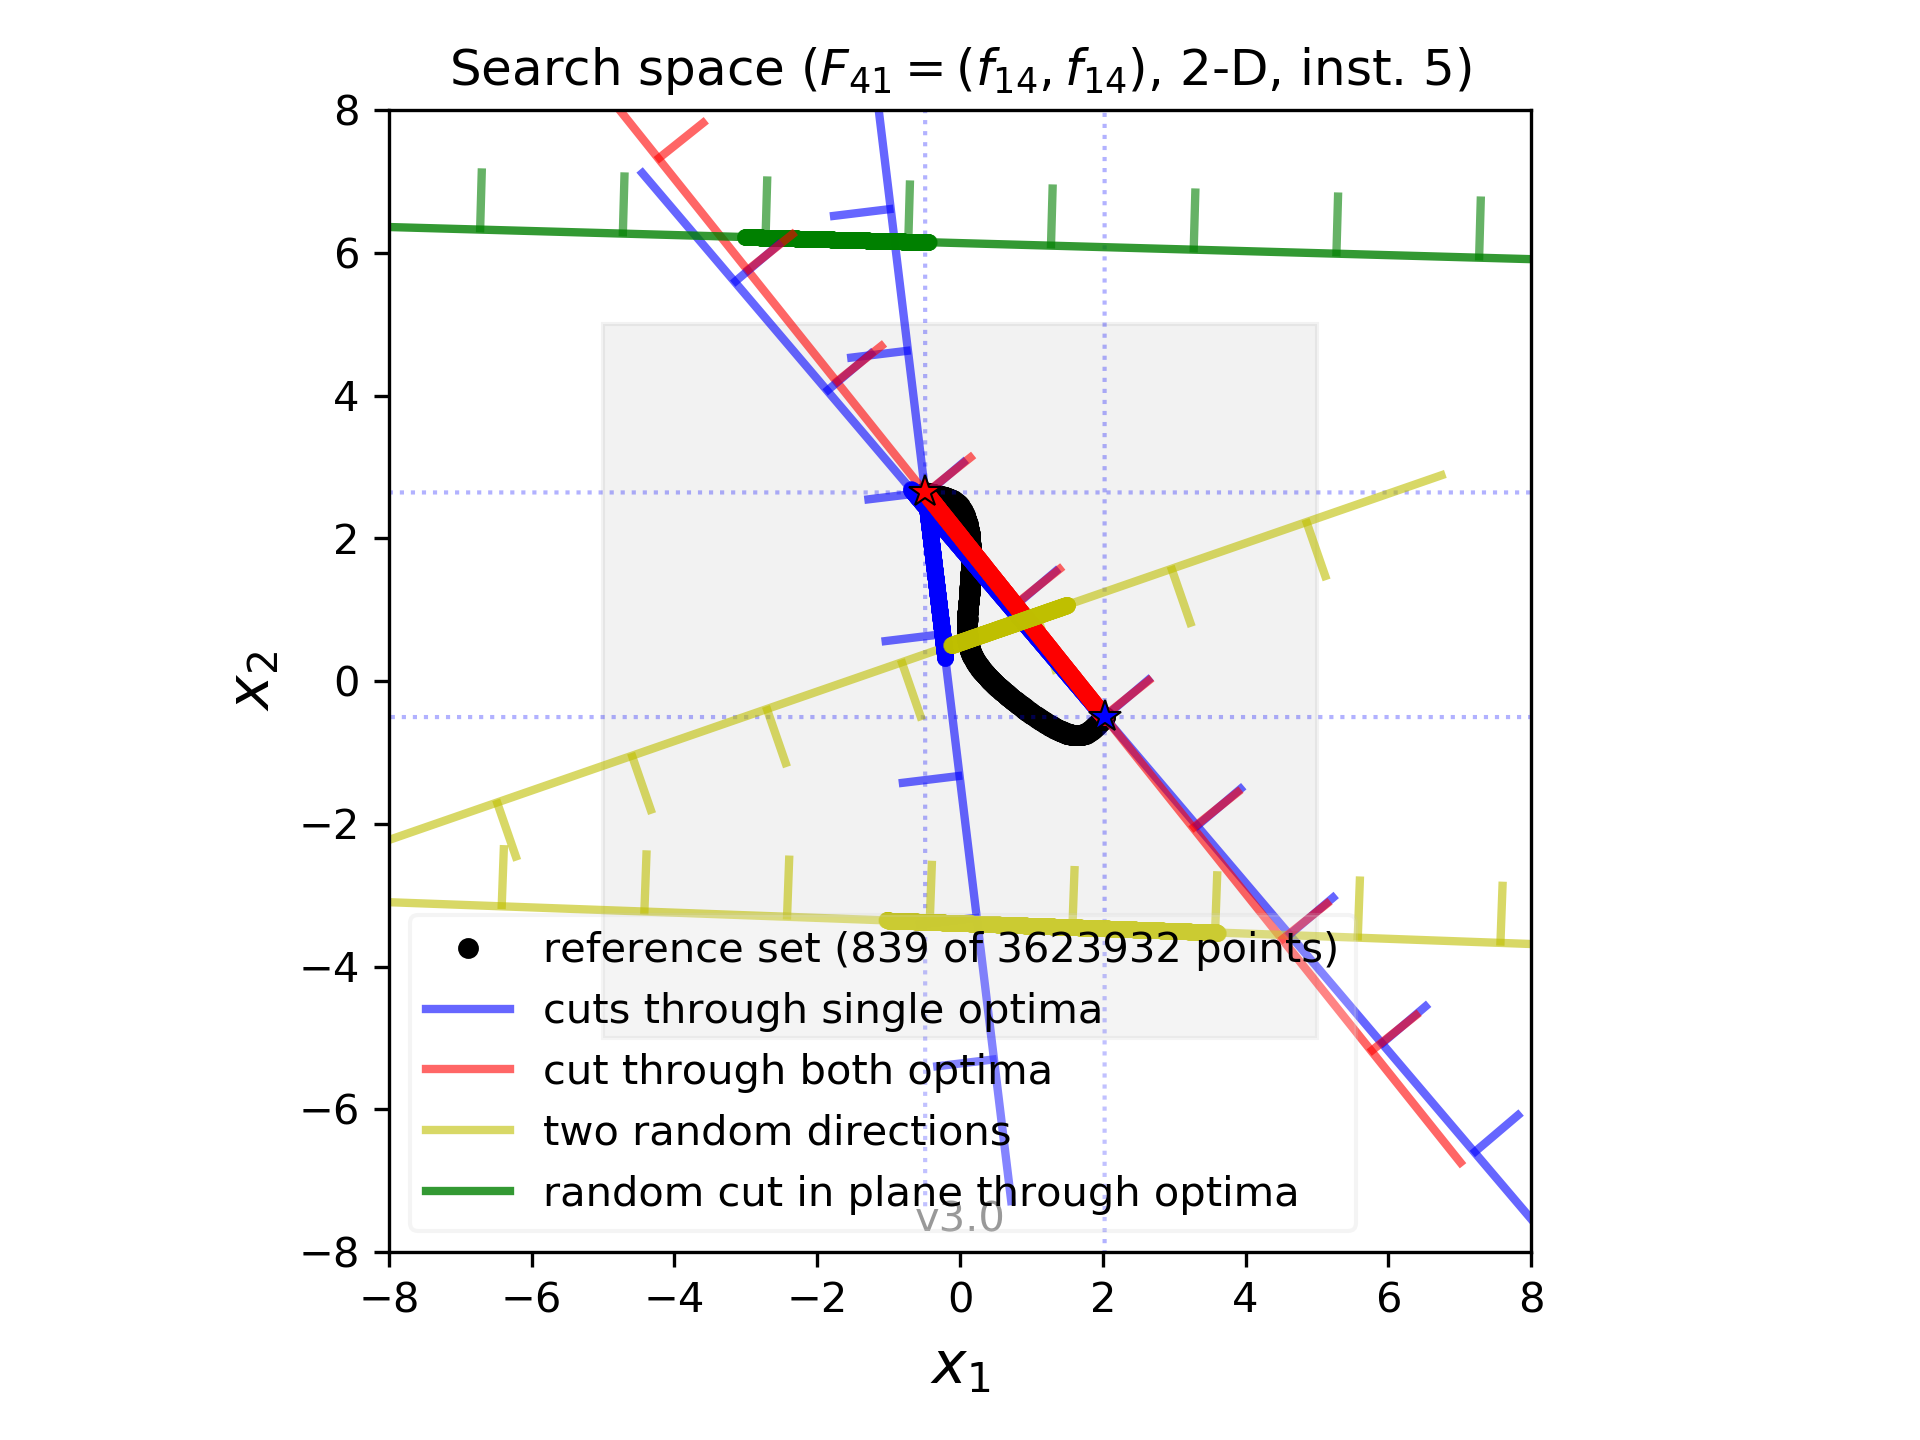 Search space (F41 = (f14, f14), 2-D, inst. 5)
8
6
4
2
0
−2
−4
−6
−8
x2
reference set (839 of 3623932 points)
cuts through single optima
cut through both optima
two random directions
random cut in plane through optima
v3.0
−8 −6 −4 −2 0 2 4 6 8
x1